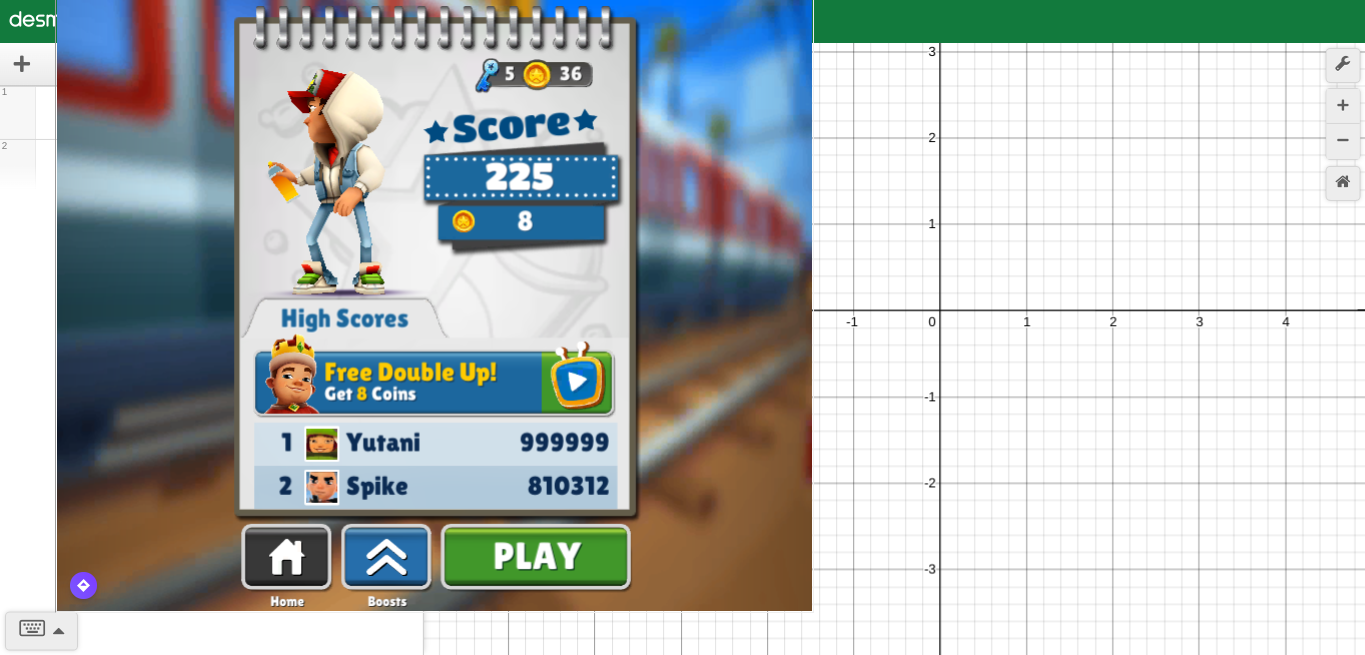 desm
1
2
5 36
Score
225
8
High Scores
Free Double Up!
Get 8 Coins
1 Yutani 999999
2 Spike 810312
PLAY
Home
Boosts
3
2
1
-1 0 1 2 3 4
-1
-2
-3